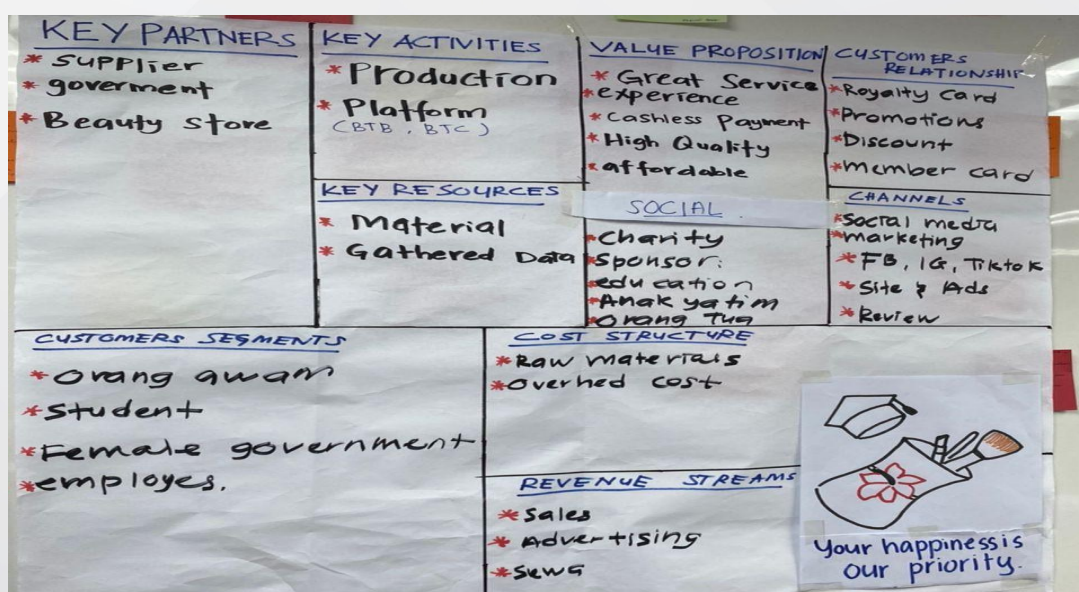 KEY PARTNERS
* SUPPLIER
* goverment
* Beauty store
KEY ACTIVITIES
* Production
* Platform
(BTB, BTC)
KEY RESOURCES
* Material
* Gathered Data
VALUE PROPOSITION
* Great Service
* experience
* Cashless Payment
* High Quality
* affordable
SOCIAL
* Charity
* Sponsor:
* education
* Anak yatim
* Orang Tua
CUSTOMERS
RELATIONSHIP
* Royalty Card
* Promotions
* Discount
* Member card
CHANNELS
* Social media
* marketing
* FB, IG, Tiktok
* Site & Ads
* Review
CUSTOMERS SEGMENTS
* Orang awam
* Student
* Female government
* employes.
COST STRUCTURE
* Raw materials
* Overhed cost
REVENUE STREAMS
* Sales
* Advertising
* Sewa
Your happiness is
our priority.